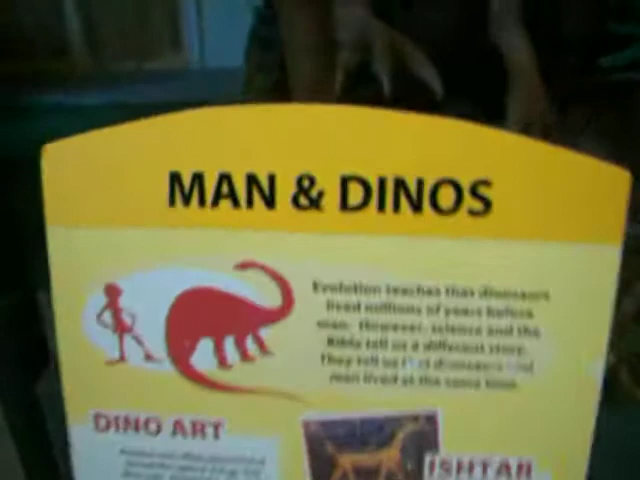 MAN & DINOS
Evolution teaches that dinosaurs
lived millions of years before
man. However, science and the
Bible tell us a different story.
They tell us that dinosaurs and
man lived at the same time.
DINO ART
ISHTAR